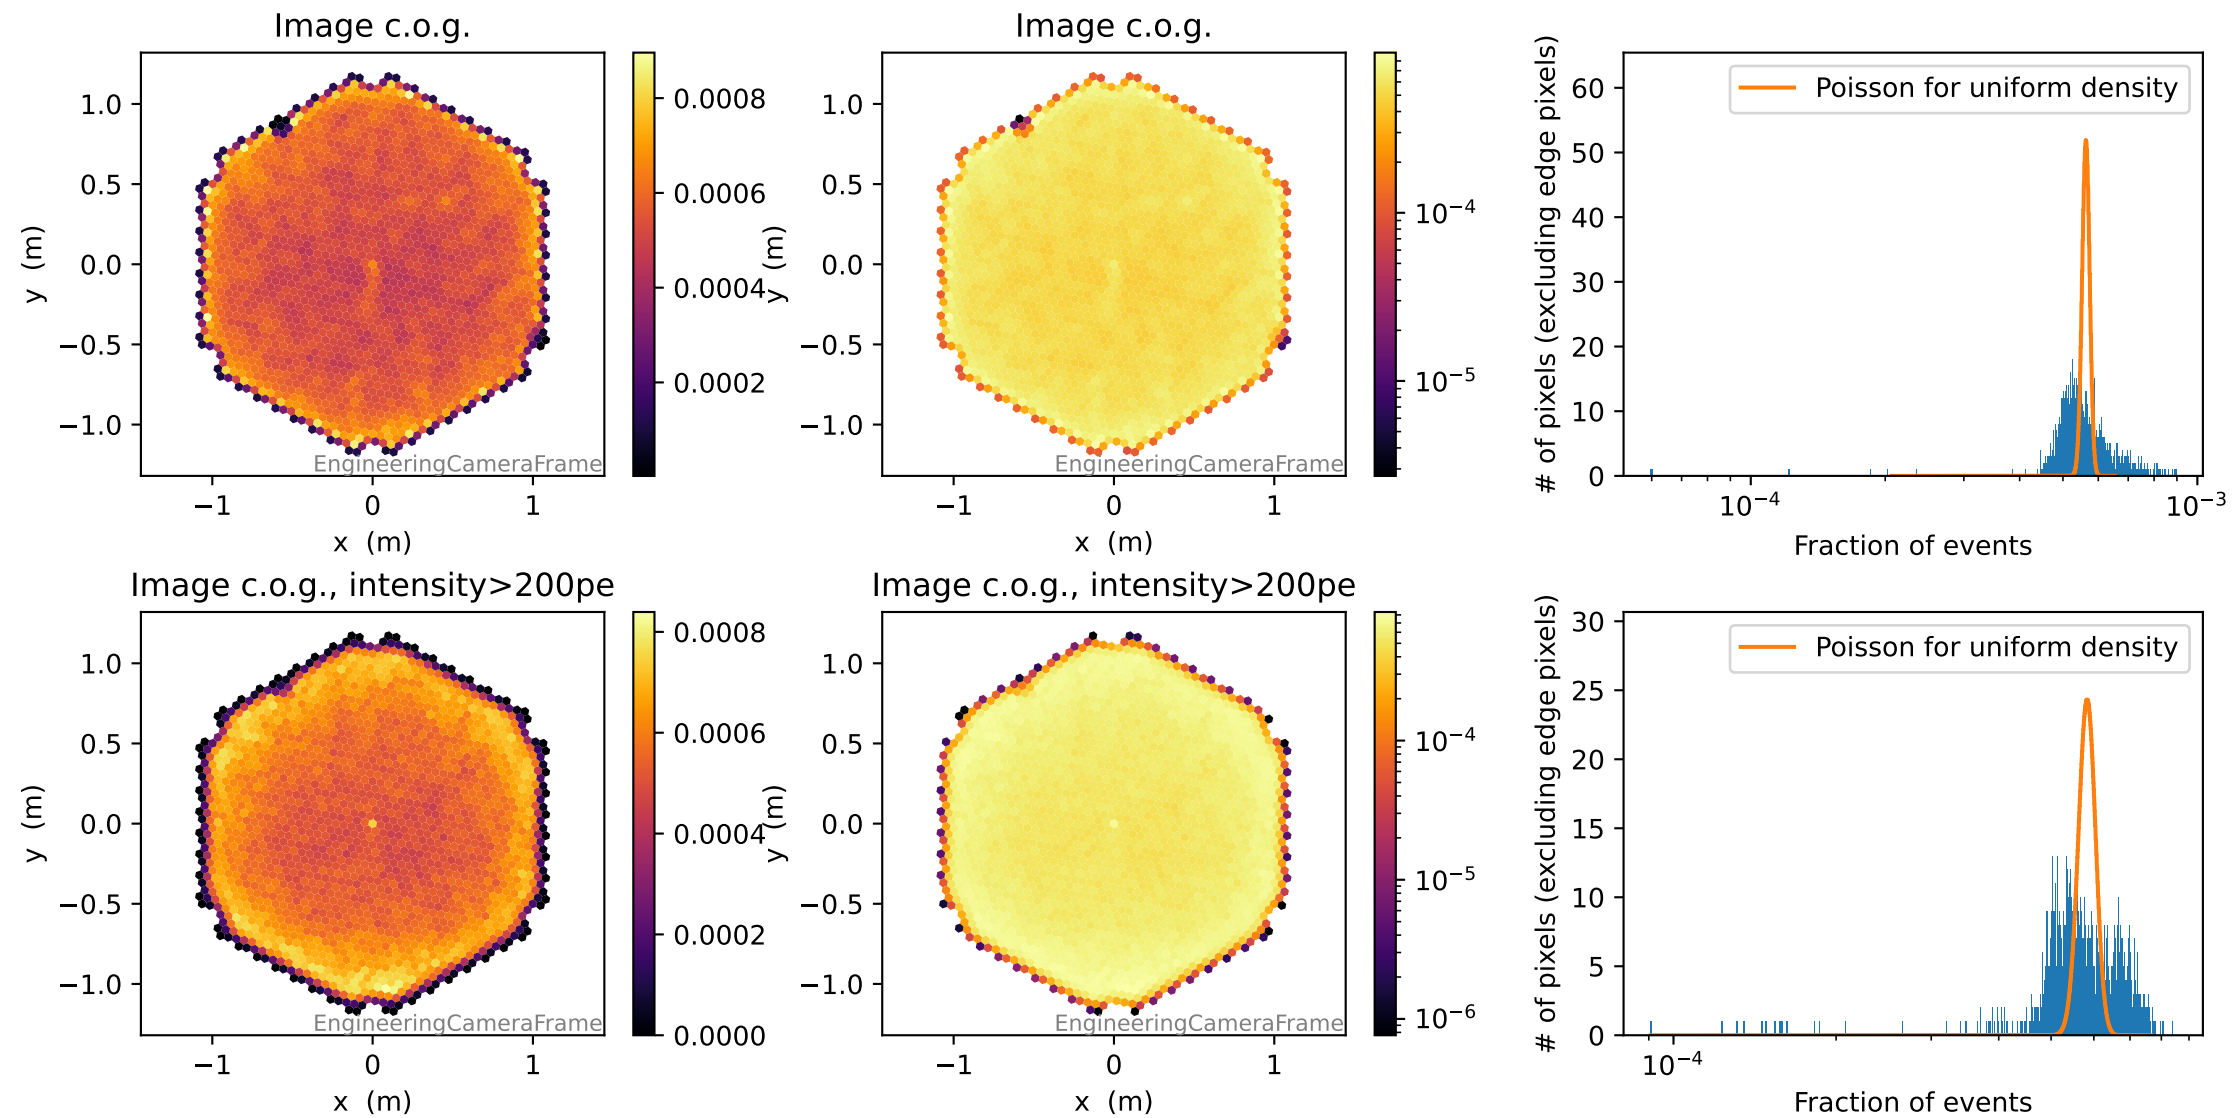 Image c.o.g.
1.0
0.5
0.0
−0.5
−1.0
y (m)
−1
0
1
x (m)
EngineeringCameraFrame
0.0008
0.0006
0.0004
0.0002
Image c.o.g.
1.0
0.5
0.0
−0.5
−1.0
y (m)
−1
0
1
x (m)
EngineeringCameraFrame
10⁻⁴
10⁻⁵
# of pixels (excluding edge pixels)
60
50
40
30
20
10
0
Poisson for uniform density
10⁻⁴
10⁻³
Fraction of events
Image c.o.g., intensity>200pe
1.0
0.5
0.0
−0.5
−1.0
y (m)
−1
0
1
x (m)
EngineeringCameraFrame
0.0008
0.0006
0.0004
0.0002
0.0000
Image c.o.g., intensity>200pe
1.0
0.5
0.0
−0.5
−1.0
y (m)
−1
0
1
x (m)
EngineeringCameraFrame
10⁻⁴
10⁻⁵
10⁻⁶
# of pixels (excluding edge pixels)
30
25
20
15
10
5
0
Poisson for uniform density
10⁻⁴
Fraction of events